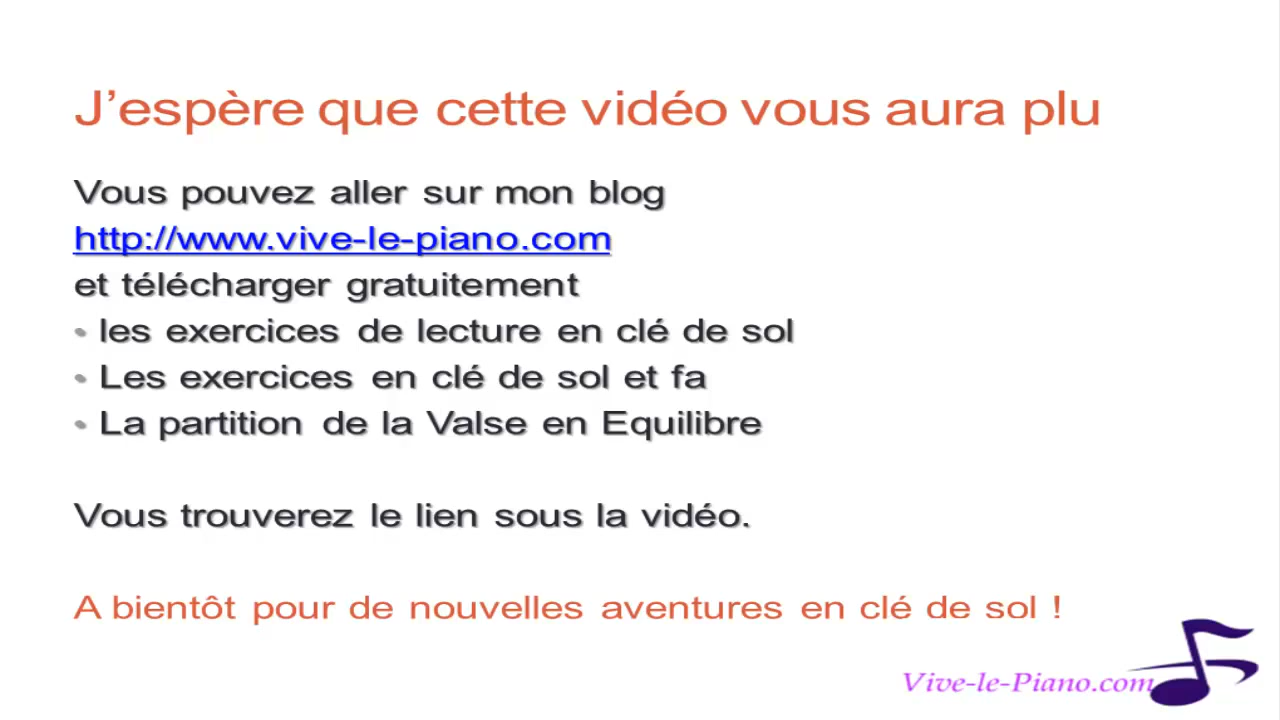 J’espère que cette vidéo vous aura plu
Vous pouvez aller sur mon blog
http://www.vive-le-piano.com
et télécharger gratuitement
• les exercices de lecture en clé de sol
• Les exercices en clé de sol et fa
• La partition de la Valse en Equilibre
Vous trouverez le lien sous la vidéo.
A bientôt pour de nouvelles aventures en clé de sol !
Vive-le-Piano.com